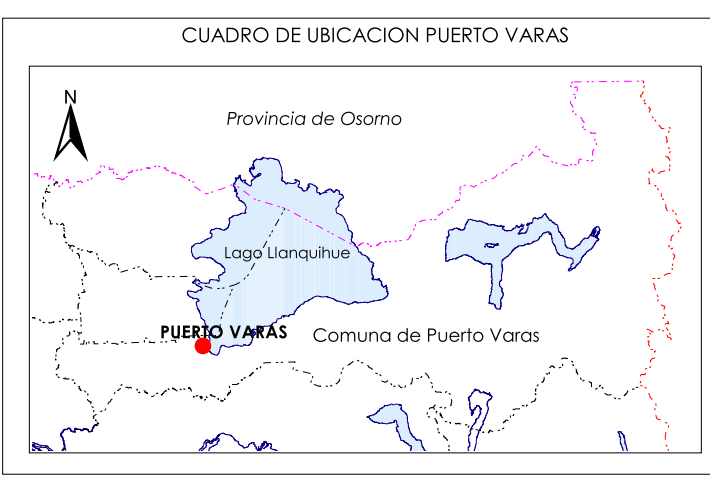 CUADRO DE UBICACION PUERTO VARAS
N
Provincia de Osorno
Lago Llanquihue
PUERTO VARAS
Comuna de Puerto Varas